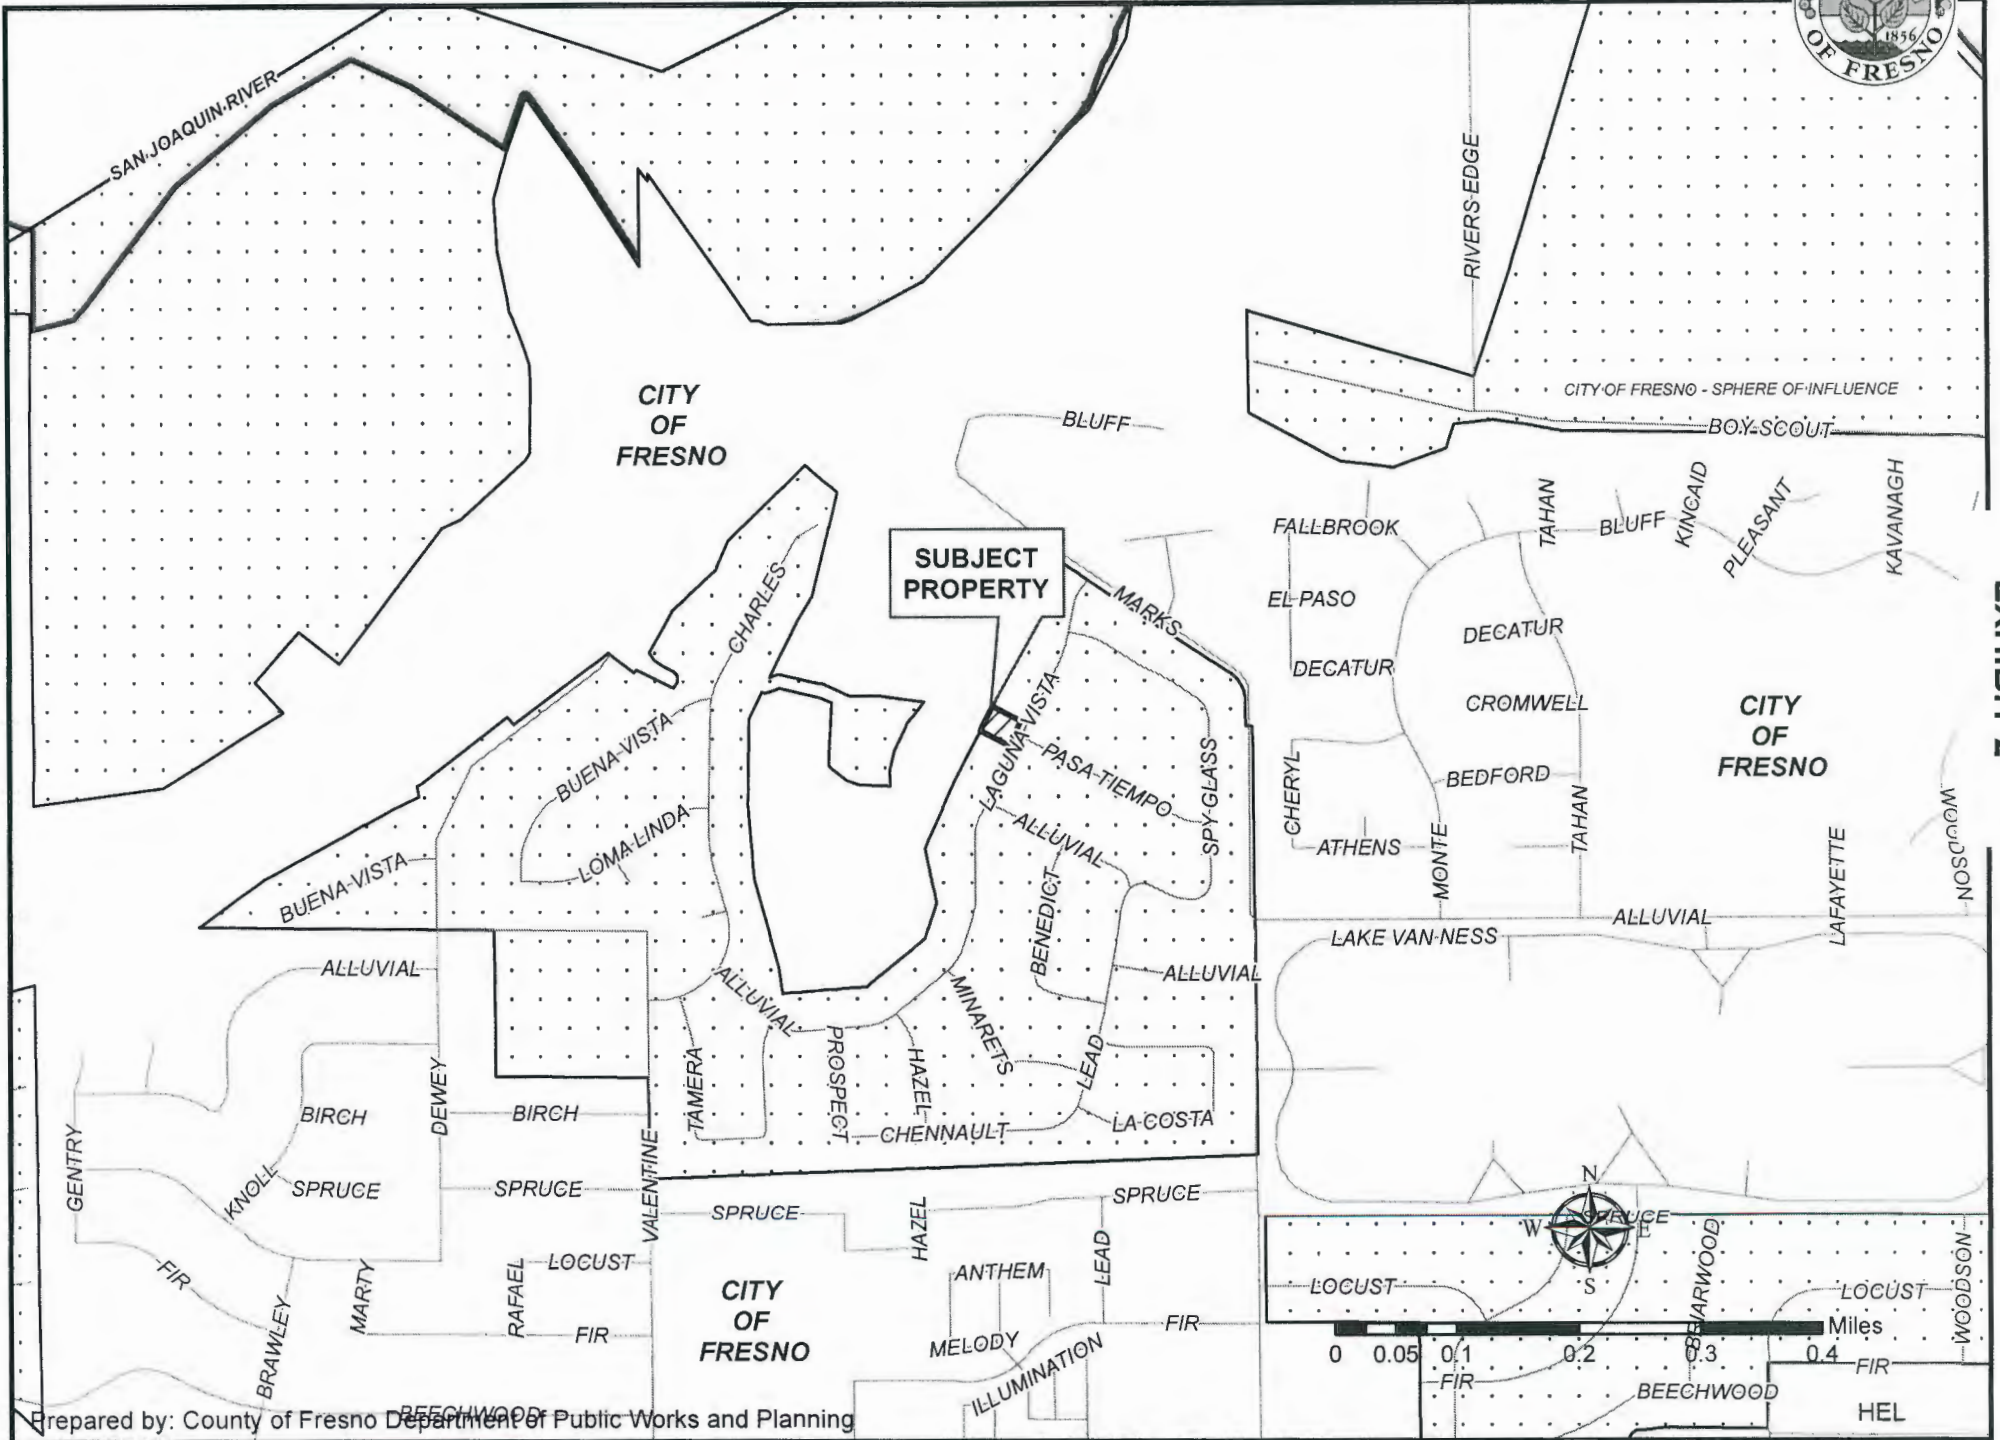 1856
OF FRESNO
SAN JOAQUIN RIVER
RIVERS EDGE
CITY OF FRESNO
CITY OF FRESNO - SPHERE OF INFLUENCE
BOY SCOUT
BLUFF
FALLBROOK
TAHAN
BLUFF
KINCAID
PLEASANT
KAVANAGH
SUBJECT PROPERTY
CHARLES
MARKS
EL PASO
DECATUR
DECATUR
CROMWELL
CITY OF FRESNO
LAGUNA VISTA
BUENA VISTA
PASA TIEMPO
SPY GLASS
CHERYL
BEDFORD
TAHAN
WOODSON
LOMA LINDA
ALLUVIAL
ATHENS
MONTE
LAFAYETTE
BUENA VISTA
BENEDICT
ALLUVIAL
LAKE VAN NESS
ALLUVIAL
ALLUVIAL
ALLUVIAL
MINARETS
PROSPECT
HAZEL
TAMERA
LEAD
DEWEY
BIRCH
BIRCH
CHENNAULT
LA COSTA
GENTRY
VALENTINE
KNOLL
SPRUCE
SPRUCE
SPRUCE
HAZEL
SPRUCE
LEAD
N
W
E
S
SPRUCE
BRIARWOOD
WOODSON
FIR
MARTY
RAFAEL
LOCUST
ANTHEM
LOCUST
LOCUST
CITY OF FRESNO
BRAWLEY
FIR
MELODY
ILLUMINATION
FIR
Miles
0 0.05 0.1 0.2 0.3 0.4
FIR
FIR
BEECHWOOD
BEECHWOOD
Prepared by: County of Fresno Department of Public Works and Planning
HEL